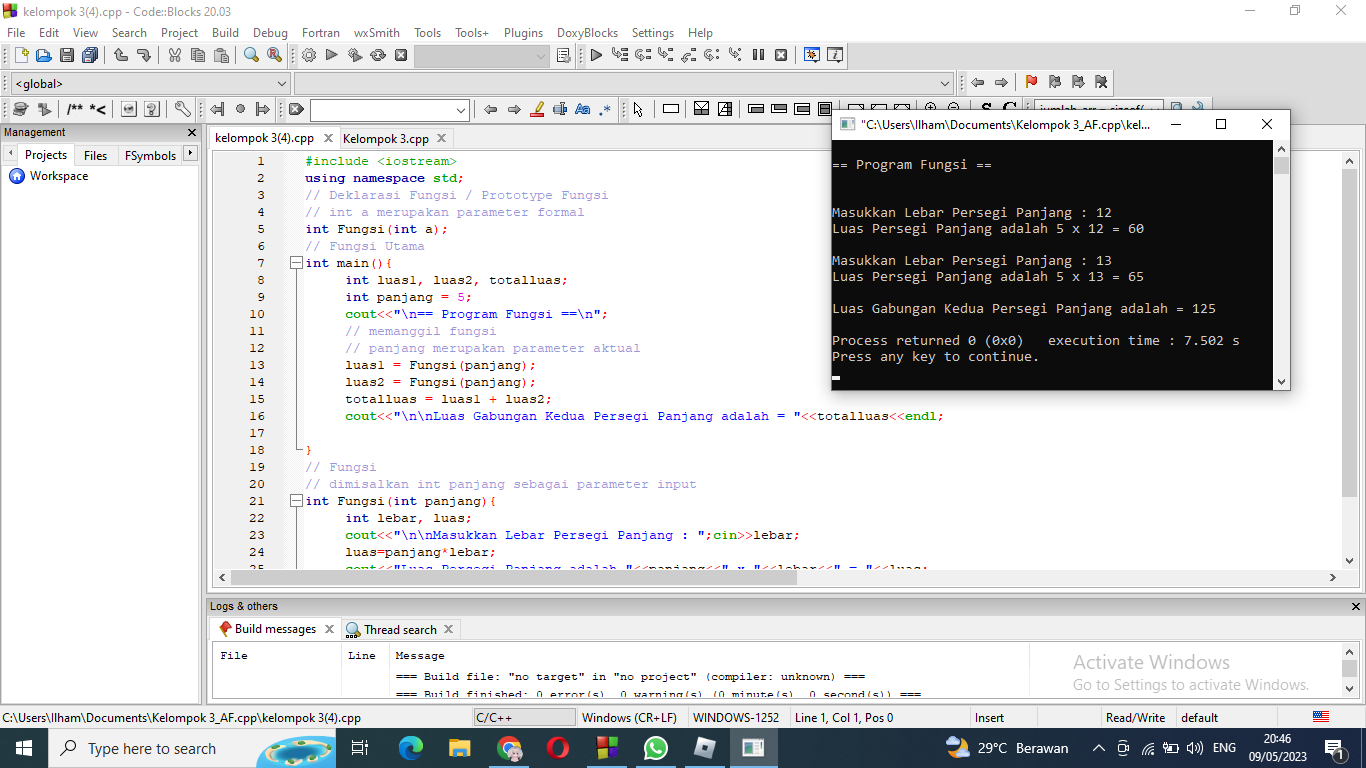 kelompok 3(4).cpp - Code::Blocks 20.03
File Edit View Search Project Build Debug Fortran wxSmith Tools Tools+ Plugins DoxyBlocks Settings Help
<global>
/** *<
Aa .*
S C
jumlah_arr = sizeof(
Management
Projects Files FSymbols
Workspace
kelompok 3(4).cpp Kelompok 3.cpp
1 #include <iostream>
2 using namespace std;
3 // Deklarasi Fungsi / Prototype Fungsi
4 // int a merupakan parameter formal
5 int Fungsi(int a);
6 // Fungsi Utama
7 int main(){
8 int luas1, luas2, totalluas;
9 int panjang = 5;
10 cout<<"\n== Program Fungsi ==\n";
11 // memanggil fungsi
12 // panjang merupakan parameter aktual
13 luas1 = Fungsi(panjang);
14 luas2 = Fungsi(panjang);
15 totalluas = luas1 + luas2;
16 cout<<"\n\nLuas Gabungan Kedua Persegi Panjang adalah = "<<totalluas<<endl;
17
18 }
19 // Fungsi
20 // dimisalkan int panjang sebagai parameter input
21 int Fungsi(int panjang){
22 int lebar, luas;
23 cout<<"\n\nMasukkan Lebar Persegi Panjang : ";cin>>lebar;
24 luas=panjang*lebar;
25 cout<<"Luas Persegi Panjang adalah "<<panjang<<" x "<<lebar<<" = "<<luas;
"C:\Users\Ilham\Documents\Kelompok 3_AF.cpp\kel...
== Program Fungsi ==
Masukkan Lebar Persegi Panjang : 12
Luas Persegi Panjang adalah 5 x 12 = 60
Masukkan Lebar Persegi Panjang : 13
Luas Persegi Panjang adalah 5 x 13 = 65
Luas Gabungan Kedua Persegi Panjang adalah = 125
Process returned 0 (0x0) execution time : 7.502 s
Press any key to continue.
Logs & others
Build messages Thread search
File Line Message
=== Build file: "no target" in "no project" (compiler: unknown) ===
=== Build finished: 0 error(s), 0 warning(s) (0 minute(s), 0 second(s)) ===
Activate Windows
Go to Settings to activate Windows.
C:\Users\Ilham\Documents\Kelompok 3_AF.cpp\kelompok 3(4).cpp C/C++ Windows (CR+LF) WINDOWS-1252 Line 1, Col 1, Pos 0 Insert Read/Write default
Type here to search
29°C Berawan
ENG
20:46
09/05/2023
1